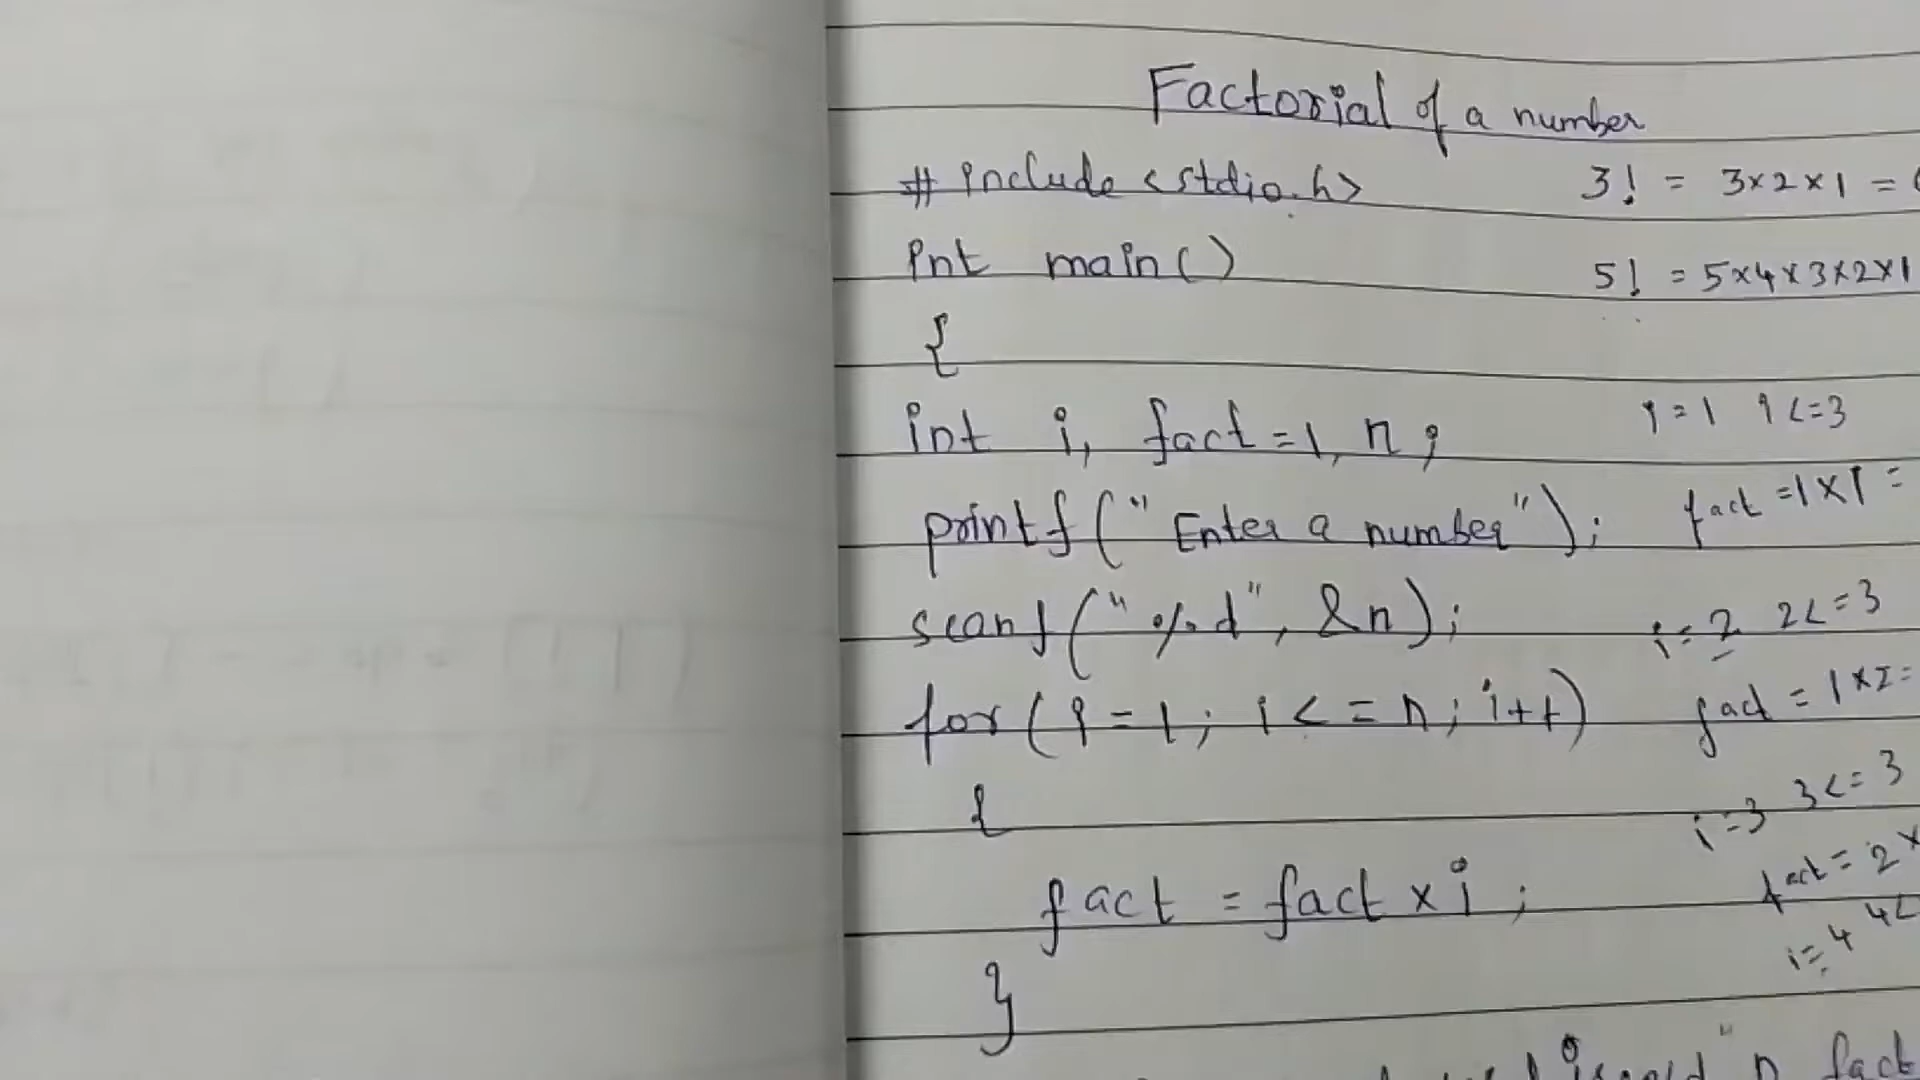 Factorial of a number
# include <stdio.h> 3! = 3x2x1 =
int main() 5! = 5x4x3x2x1
{
int i, fact=1, n; i=1 i<=3
printf("Enter a number"); fact =1x1 =
scanf("%d", &n); i=2 2<=3
for(i=1; i<=n; i++) fact = 1x2=
{ i=3 3<=3
fact = fact x i; fact = 2x
i=4 4<
}
n fact